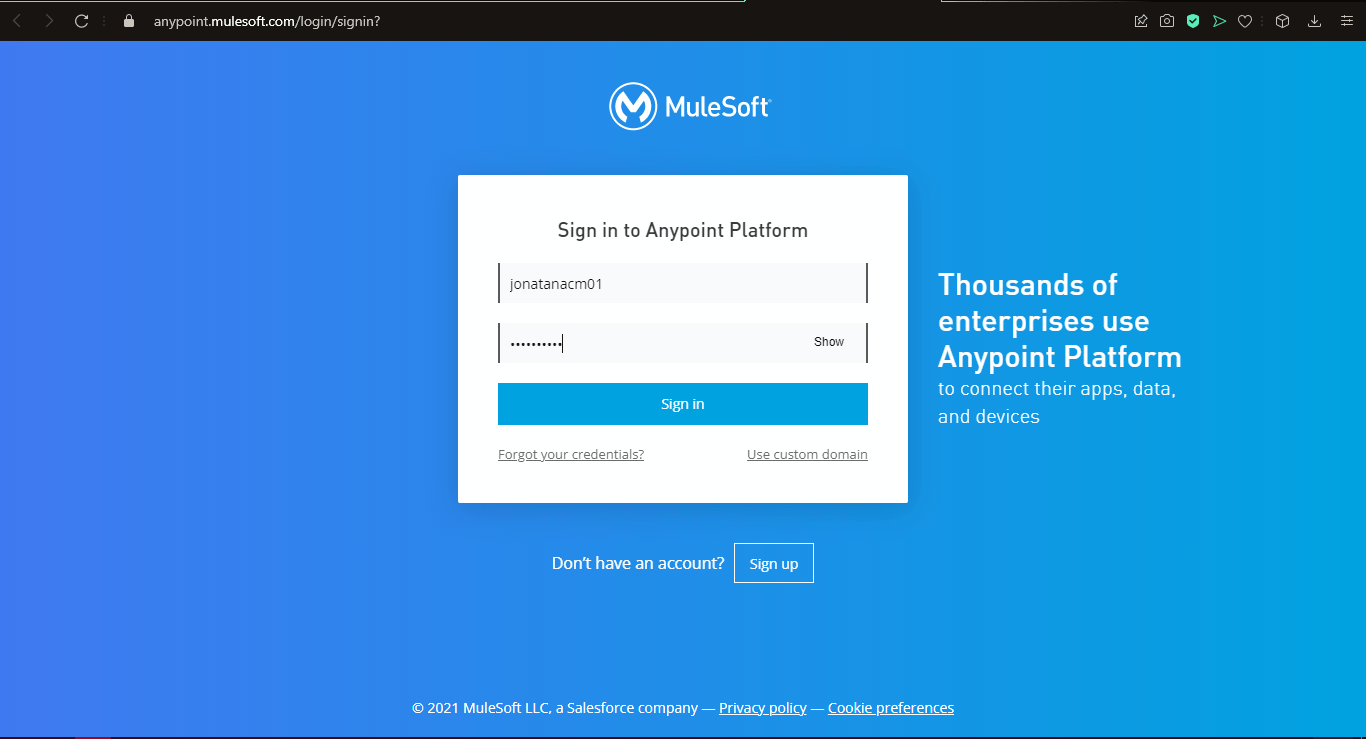 anypoint.mulesoft.com/login/signin?
MuleSoft
Sign in to Anypoint Platform
jonatanacm01
••••••••••
Show
Sign in
Forgot your credentials? Use custom domain
Thousands of
enterprises use
Anypoint Platform
to connect their apps, data,
and devices
Don't have an account? Sign up
© 2021 MuleSoft LLC, a Salesforce company — Privacy policy — Cookie preferences